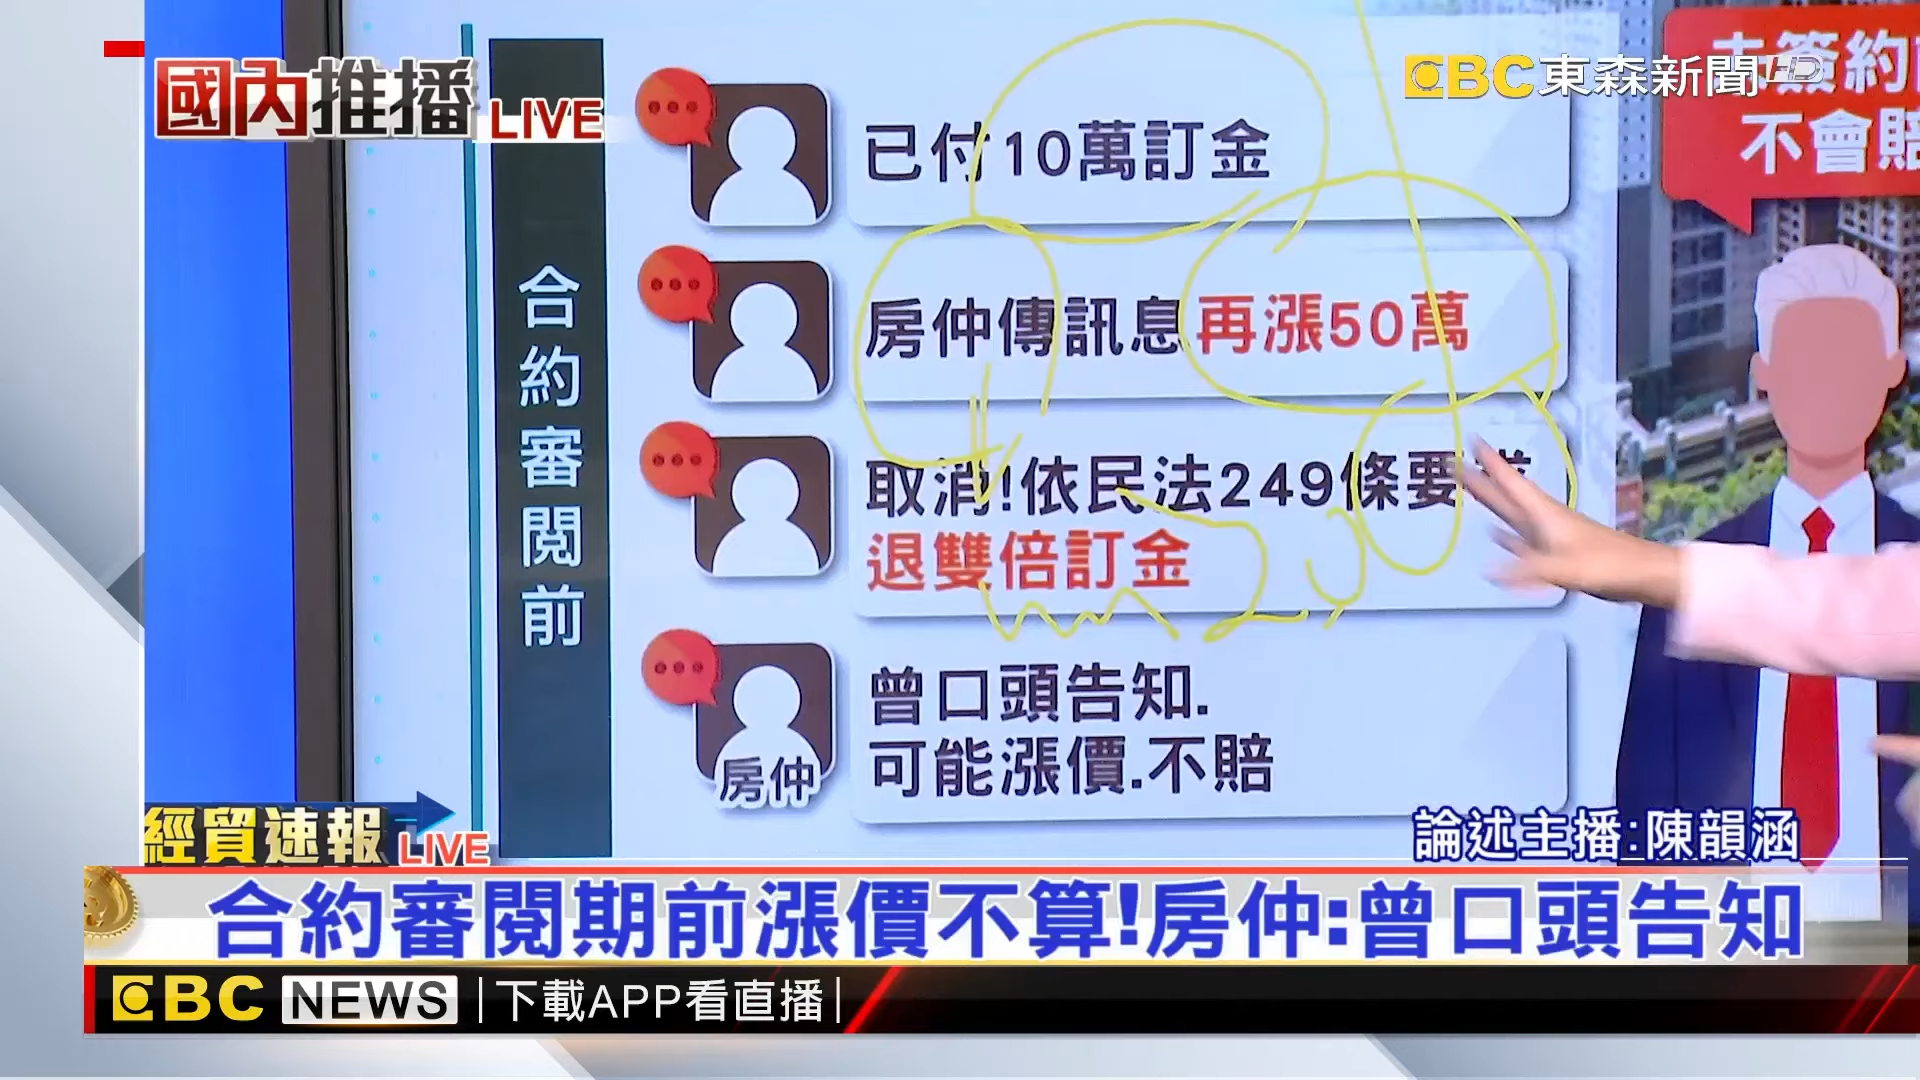 國內推播 LIVE
EBC東森新聞 HD
簽約
不會賠
合約審閱前
已付10萬訂金
房仲傳訊息再漲50萬
取消!依民法249條要求
退雙倍訂金
曾口頭告知.
可能漲價.不賠
房仲
論述主播:陳韻涵
經貿速報 LIVE
合約審閱期前漲價不算!房仲:曾口頭告知
EBC NEWS 下載APP看直播